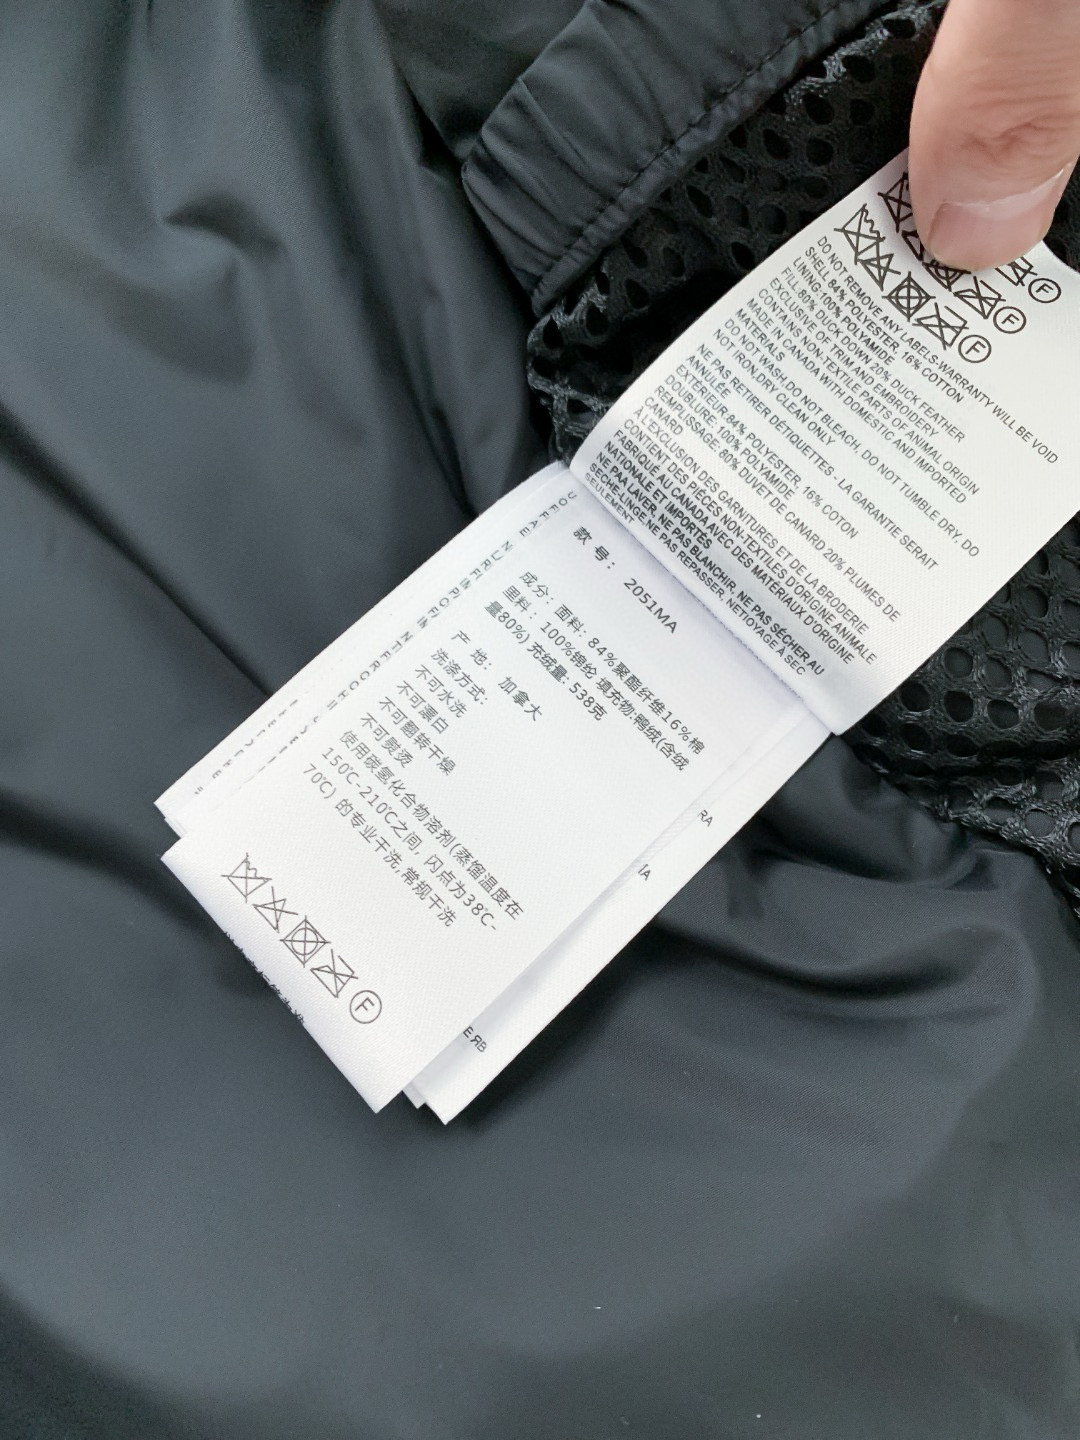 DO NOT REMOVE ANY LABELS-WARRANTY WILL BE VOID
SHELL 84% POLYESTER, 16% COTTON
LINING-100% POLYAMIDE
FILL 80% DUCK DOWN 20% DUCK FEATHER
EXCLUSIVE OF TRIM AND EMBROIDERY
CONTAINS NON-TEXTILE PARTS OF ANIMAL ORIGIN
MADE IN CANADA WITH DOMESTIC AND IMPORTED
MATERIALS
DO NOT WASH,DO NOT BLEACH, DO NOT TUMBLE DRY, DO
NOT IRON,DRY CLEAN ONLY
NE PAS RETIRER DÉTIQUETTES - LA GARANTIE SERAIT
ANNULÉE
EXTÉRIEUR:84% POLYESTER, 16% COTON
DOUBLURE:100% POLYAMIDE
REMPLISSAGE:80% DUVET DE CANARD 20% PLUMES DE
CANARD
À L'EXCLUSION DES GARNITURES ET DE LA BRODERIE
CONTIENT DES PIÈCES NON-TEXTILES D'ORIGINE ANIMALE
FABRIQUÉ AU CANADA AVEC DES MATÉRIAUX D'ORIGINE
NATIONALE ET IMPORTÉS
NE PAA LAVER, NE PAS BLANCHIR, NE PAS SÉCHER AU
SÈCHE-LINGE,NE PAS REPASSER, NETOYAGE À SEC
SEULEMENT
款 号： 2051MA
成分：面料: 84%聚酯纤维16%棉
里料：100%锦纶 填充物:鸭绒(含绒
量80%) 充绒量: 538克
产 地： 加拿大
洗涤方式:
不可水洗
不可漂白
不可翻转干燥
不可熨烫
使用碳氢化合物溶剂(蒸馏温度在
150℃-210℃之间, 闪点为38℃-
70℃) 的专业干洗,常规干洗
F
F
F
F
RA